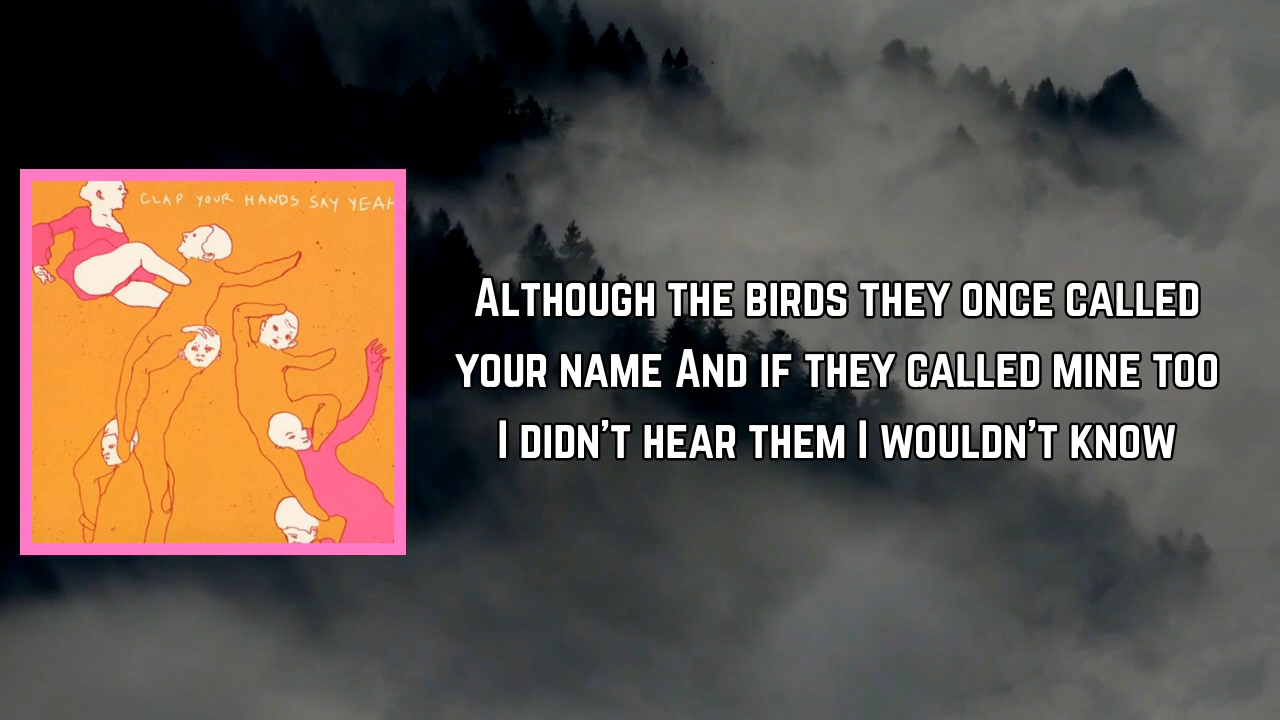 CLAP YOUR HANDS SAY YEAH
ALTHOUGH THE BIRDS THEY ONCE CALLED
YOUR NAME AND IF THEY CALLED MINE TOO
I DIDN'T HEAR THEM I WOULDN'T KNOW